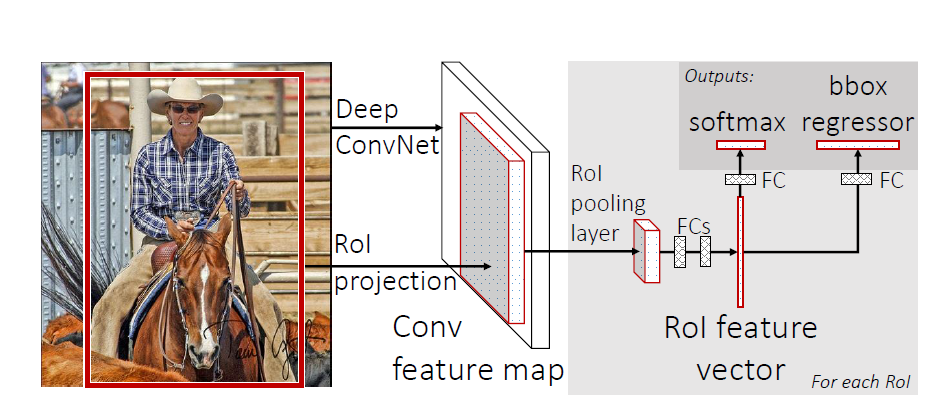 Deep
ConvNet
RoI
projection
Conv
feature map
RoI
pooling
layer
FCs
RoI feature
vector
Outputs:
softmax
bbox
regressor
FC
FC
For each RoI